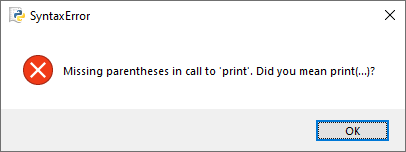 SyntaxError
Missing parentheses in call to 'print'. Did you mean print(...)?
OK